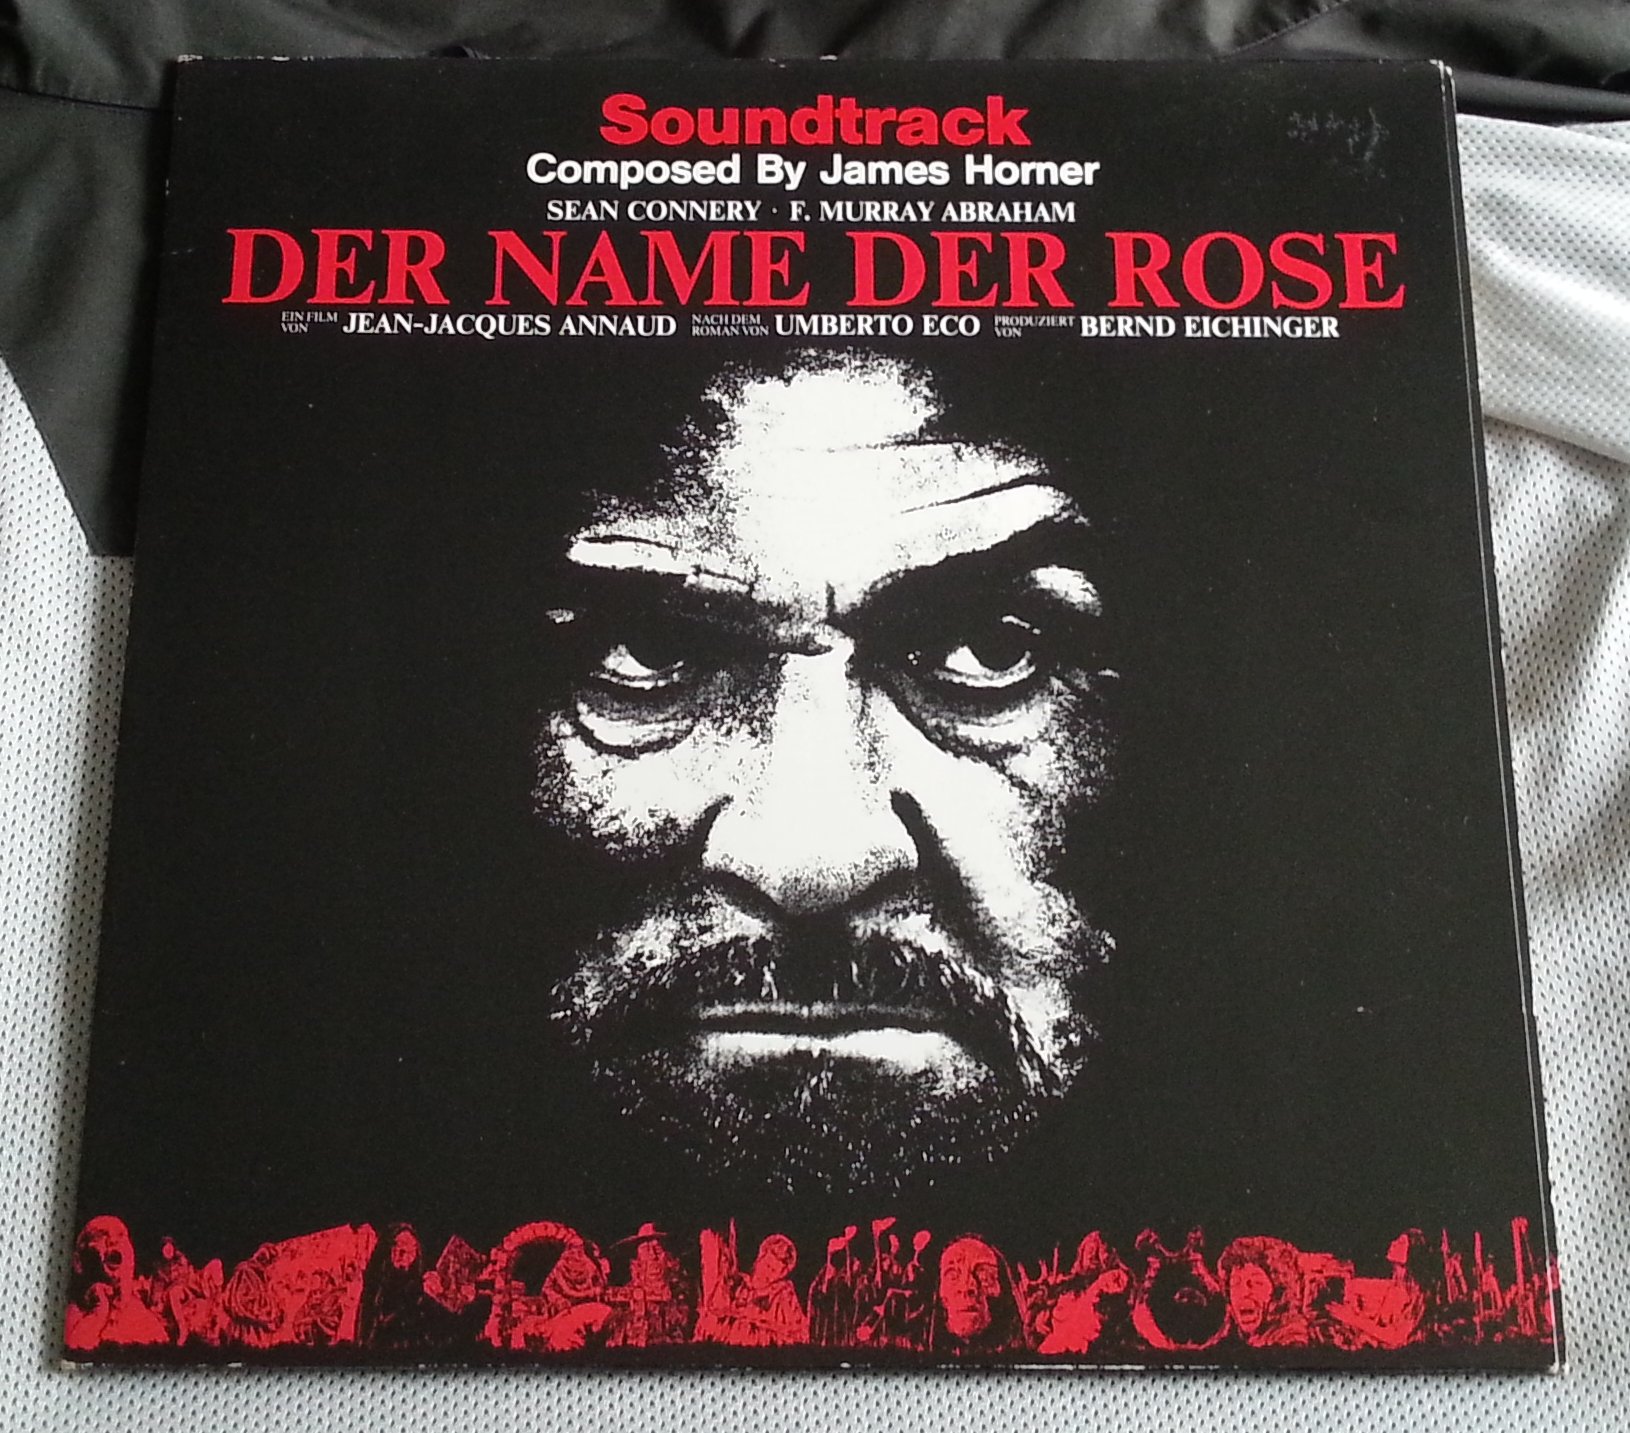 Soundtrack
Composed By James Horner
SEAN CONNERY · F. MURRAY ABRAHAM
DER NAME DER ROSE
EIN FILM VON JEAN-JACQUES ANNAUD NACH DEM ROMAN VON UMBERTO ECO PRODUZIERT VON BERND EICHINGER